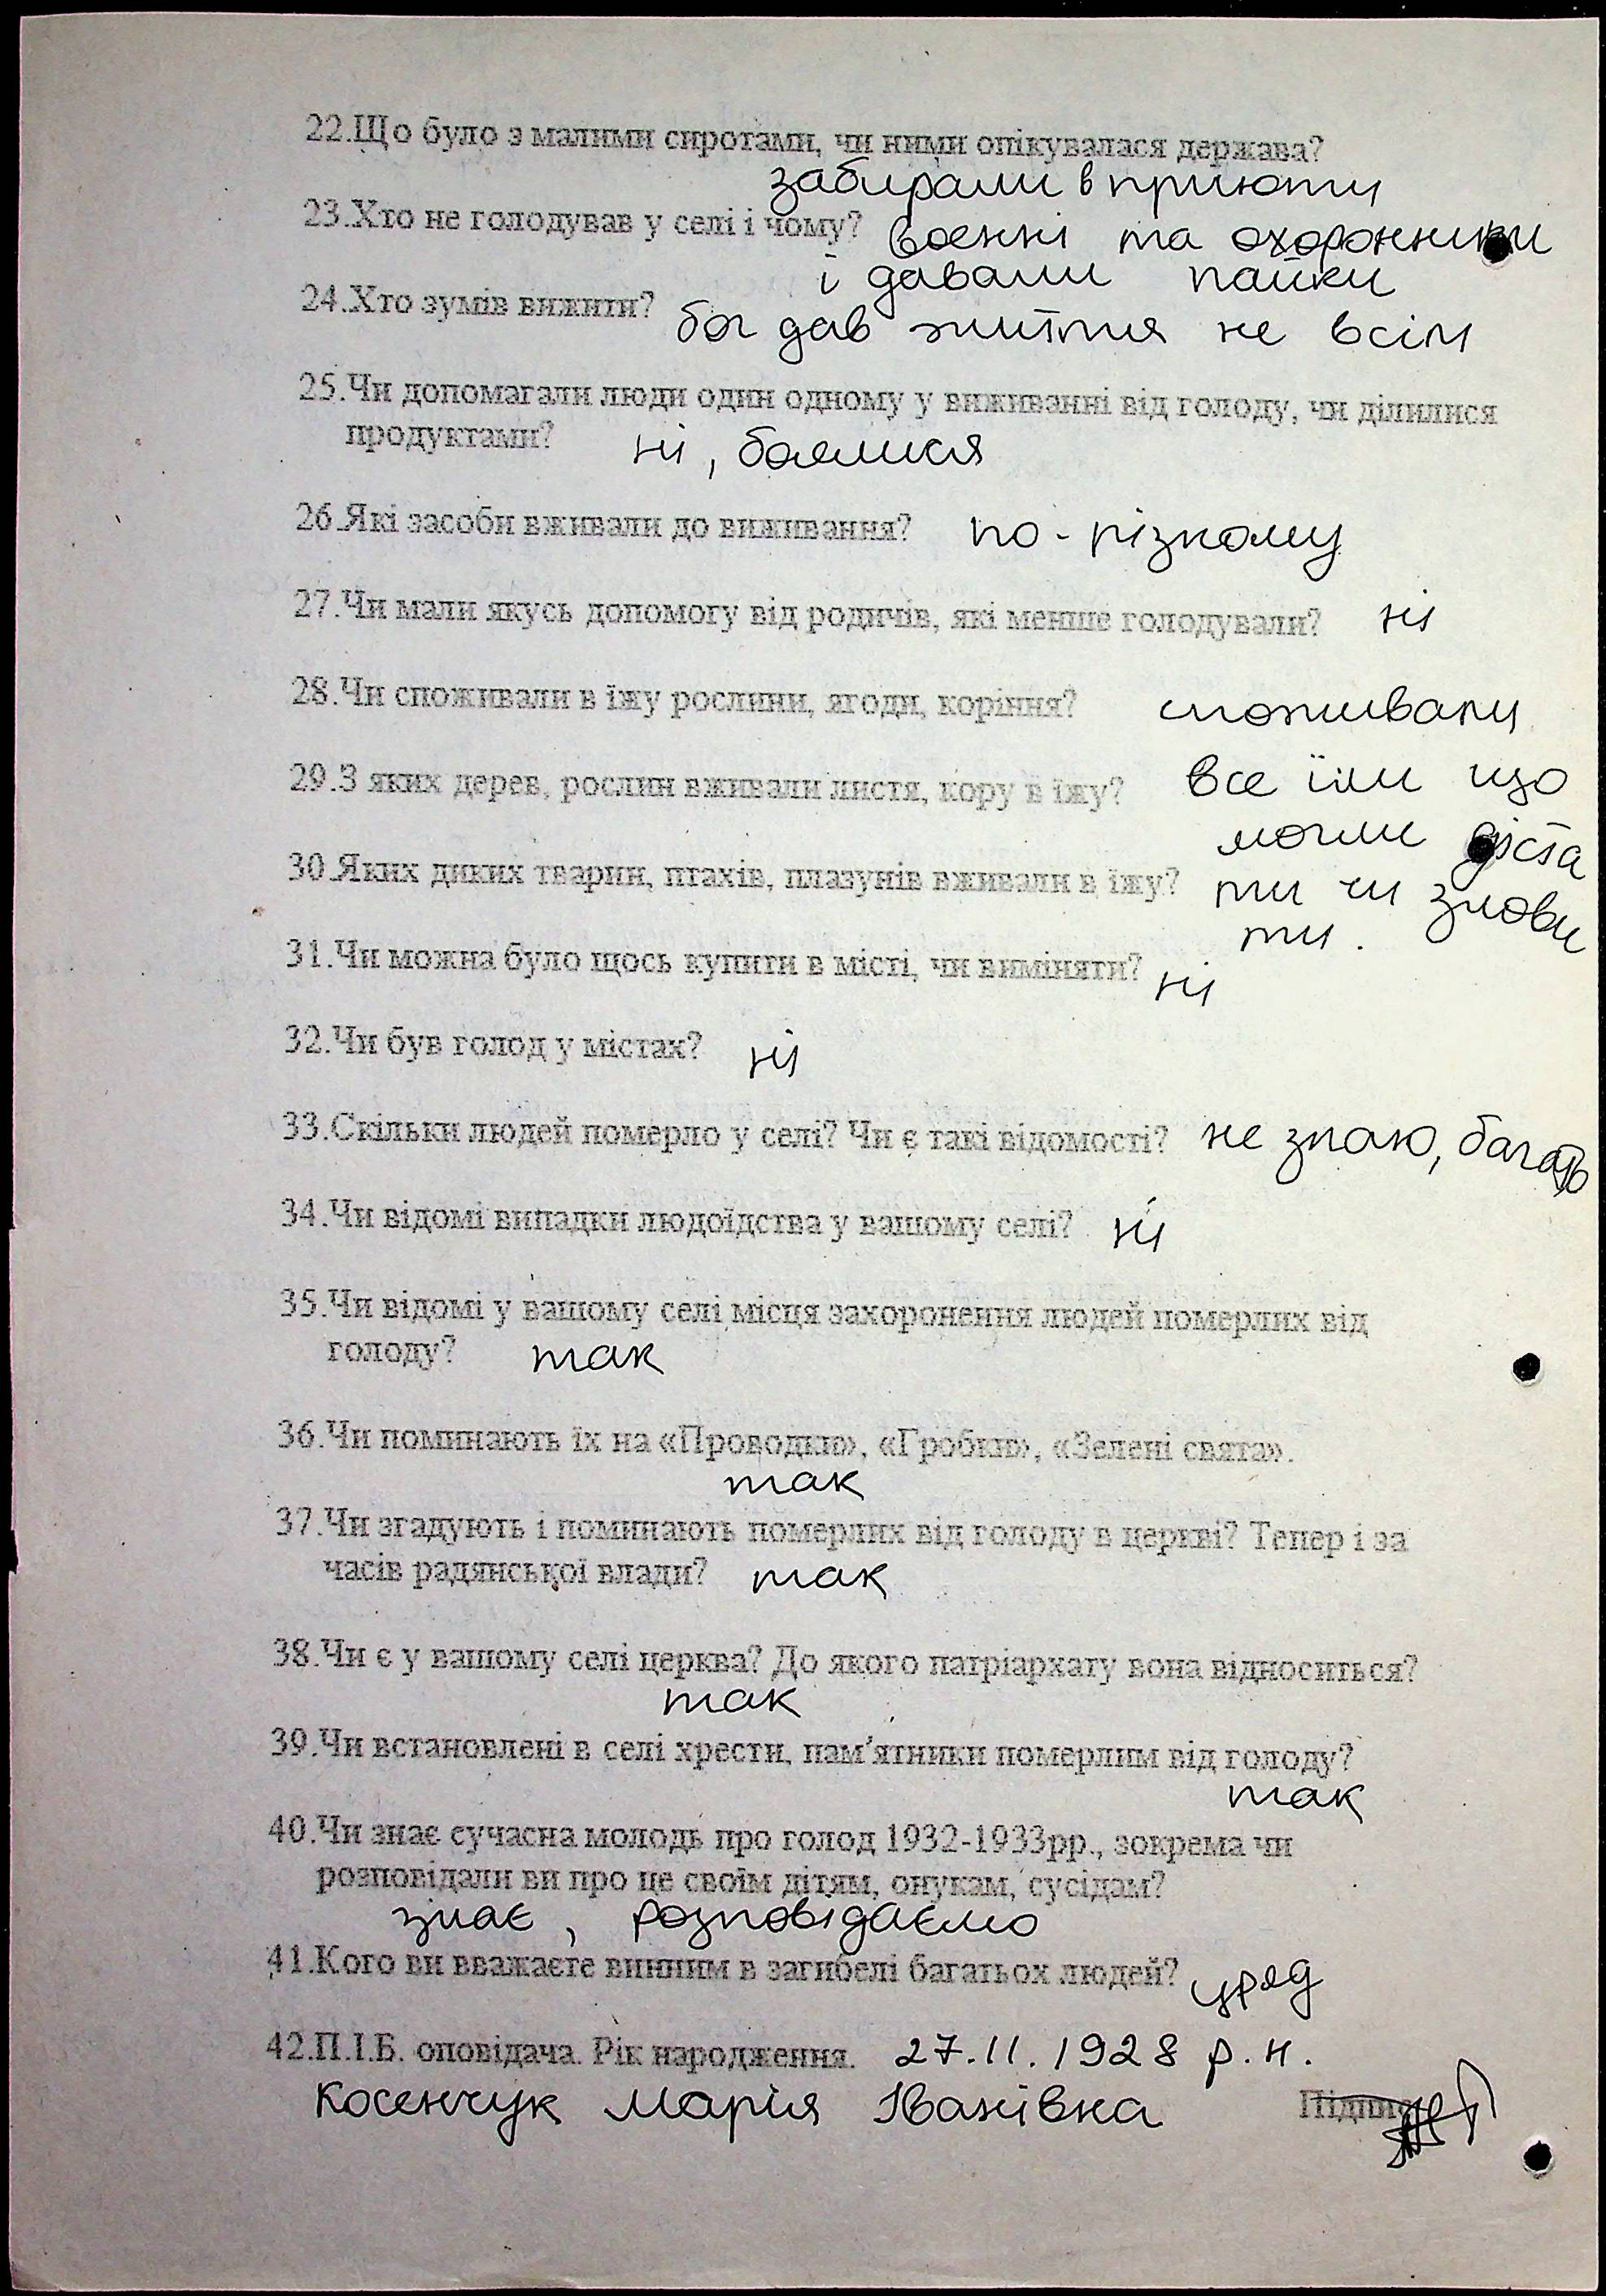 22.Що було з малими сиротами, чи ними опікувалася держава?
забирали в приюти
23.Хто не голодував у селі і чому? воєнні та охоронники
і давали пайки
24.Хто зумів вижити? бог дав життя не всім
25.Чи допомагали люди один одному у виживанні від голоду, чи ділилися
продуктами? ні, боялися
26.Які засоби вживали до виживання? по-різному
27.Чи мали якусь допомогу від родичів, які менше голодували? ні
28.Чи споживали в їжу рослини, ягоди, коріння? споживали
29.З яких дерев, рослин вживали листя, кору в їжу? все їли що
могли діста
30.Яких диких тварин, птахів, плазунів вживали в їжу? ти чи злови
ти.
31.Чи можна було щось купити в місті, чи виміняти? ні
32.Чи був голод у містах? ні
33.Скільки людей померло у селі? Чи є такі відомості? не знаю, багато
34.Чи відомі випадки людоїдства у вашому селі? ні
35.Чи відомі у вашому селі місця захоронення людей померлих від
голоду? так
36.Чи поминають їх на «Проводки», «Гробки», «Зелені свята».
так
37.Чи згадують і поминають померлих від голоду в церкві? Тепер і за
часів радянської влади? так
38.Чи є у вашому селі церква? До якого патріархату вона відноситься?
так
39.Чи встановлені в селі хрести, пам'ятники померлим від голоду?
так
40.Чи знає сучасна молодь про голод 1932-1933рр., зокрема чи
розповідали ви про це своїм дітям, онукам, сусідам?
знає, розповідаємо
41.Кого ви вважаєте винним в загибелі багатьох людей? уряд
42.П.І.Б. оповідача. Рік народження. 27.11.1928 р.н.
Косенчук Марія Іванівна Підпис